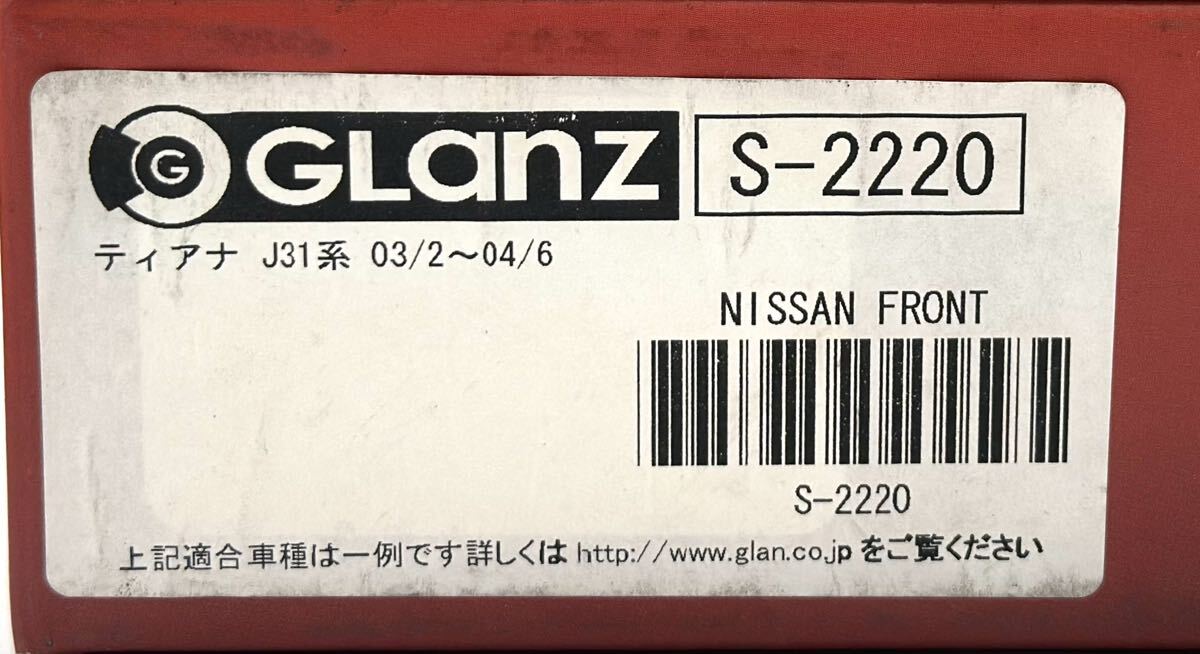 G GLanz S-2220
ティアナ J31系 03/2～04/6
NISSAN FRONT
S-2220
上記適合車種は一例です詳しくは http://www.glan.co.jp をご覧ください